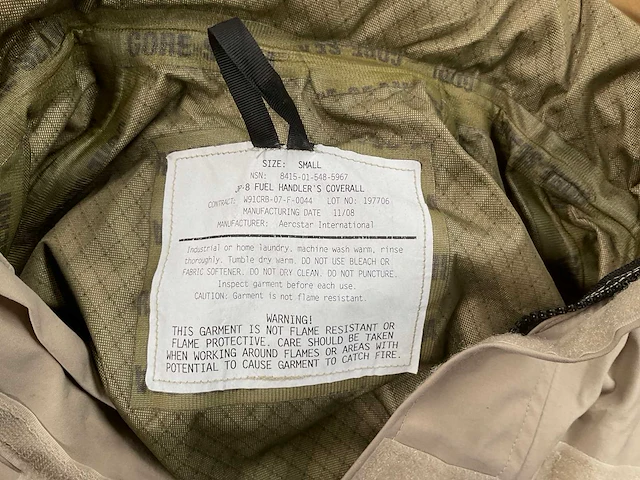 GORE SEAM
SIZE: SMALL
NSN: 8415-01-548-5967
JP-8 FUEL HANDLER'S COVERALL
CONTRACT: W91CRB-07-F-0044 LOT NO: 197706
MANUFACTURING DATE 11/08
MANUFACTURER: Aerostar International
Industrial or home laundry, machine wash warm, rinse
thoroughly. Tumble dry warm. DO NOT USE BLEACH OR
FABRIC SOFTENER. DO NOT DRY CLEAN. DO NOT PUNCTURE.
Inspect garment before each use.
CAUTION: Garment is not flame resistant.
WARNING!
THIS GARMENT IS NOT FLAME RESISTANT OR
FLAME PROTECTIVE. CARE SHOULD BE TAKEN
WHEN WORKING AROUND FLAMES OR AREAS WITH
POTENTIAL TO CAUSE GARMENT TO CATCH FIRE.